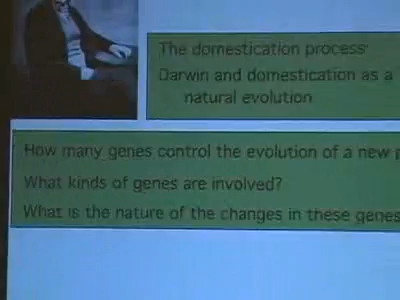 The domestication process:
Darwin and domestication as a
natural evolution
How many genes control the evolution of a new
What kinds of genes are involved?
What is the nature of the changes in these genes